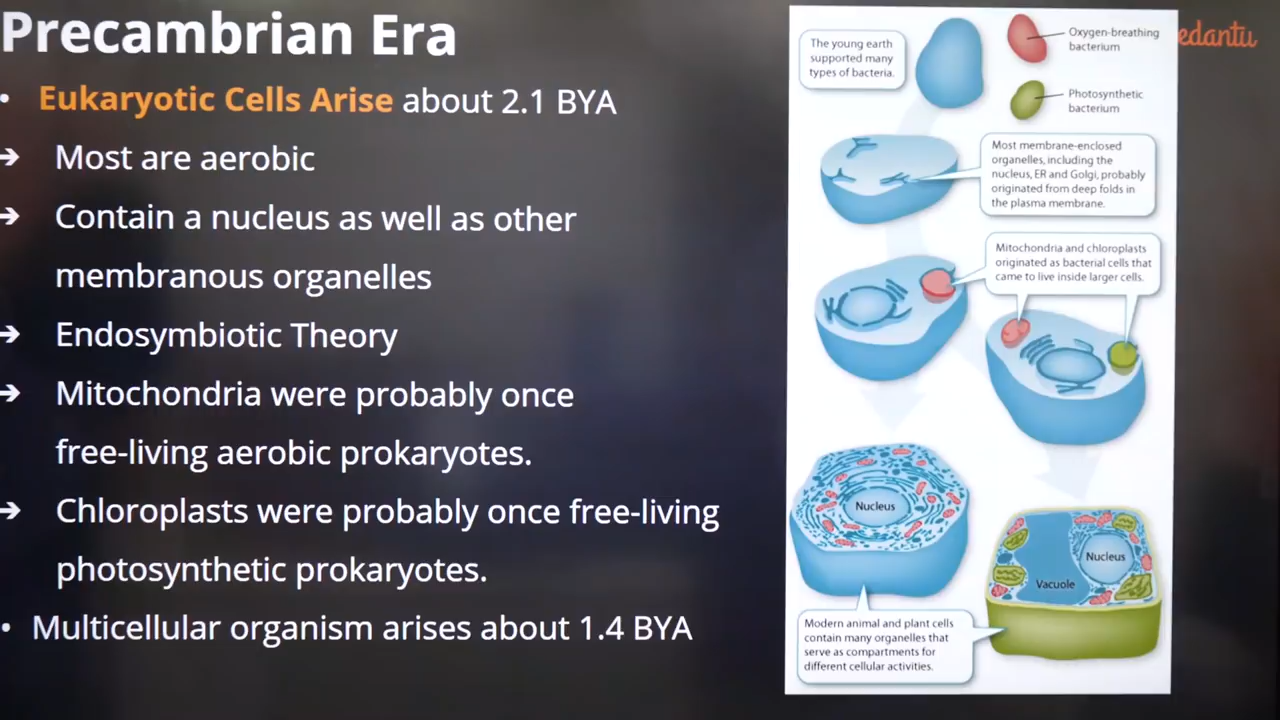 Precambrian Era
• Eukaryotic Cells Arise about 2.1 BYA
➔ Most are aerobic
➔ Contain a nucleus as well as other
membranous organelles
➔ Endosymbiotic Theory
➔ Mitochondria were probably once
free-living aerobic prokaryotes.
➔ Chloroplasts were probably once free-living
photosynthetic prokaryotes.
• Multicellular organism arises about 1.4 BYA
The young earth
supported many
types of bacteria.
Oxygen-breathing
bacterium
Photosynthetic
bacterium
Most membrane-enclosed
organelles, including the
nucleus, ER and Golgi, probably
originated from deep folds in
the plasma membrane.
Mitochondria and chloroplasts
originated as bacterial cells that
came to live inside larger cells.
Nucleus
Nucleus
Vacuole
Modern animal and plant cells
contain many organelles that
serve as compartments for
different cellular activities.
edantu